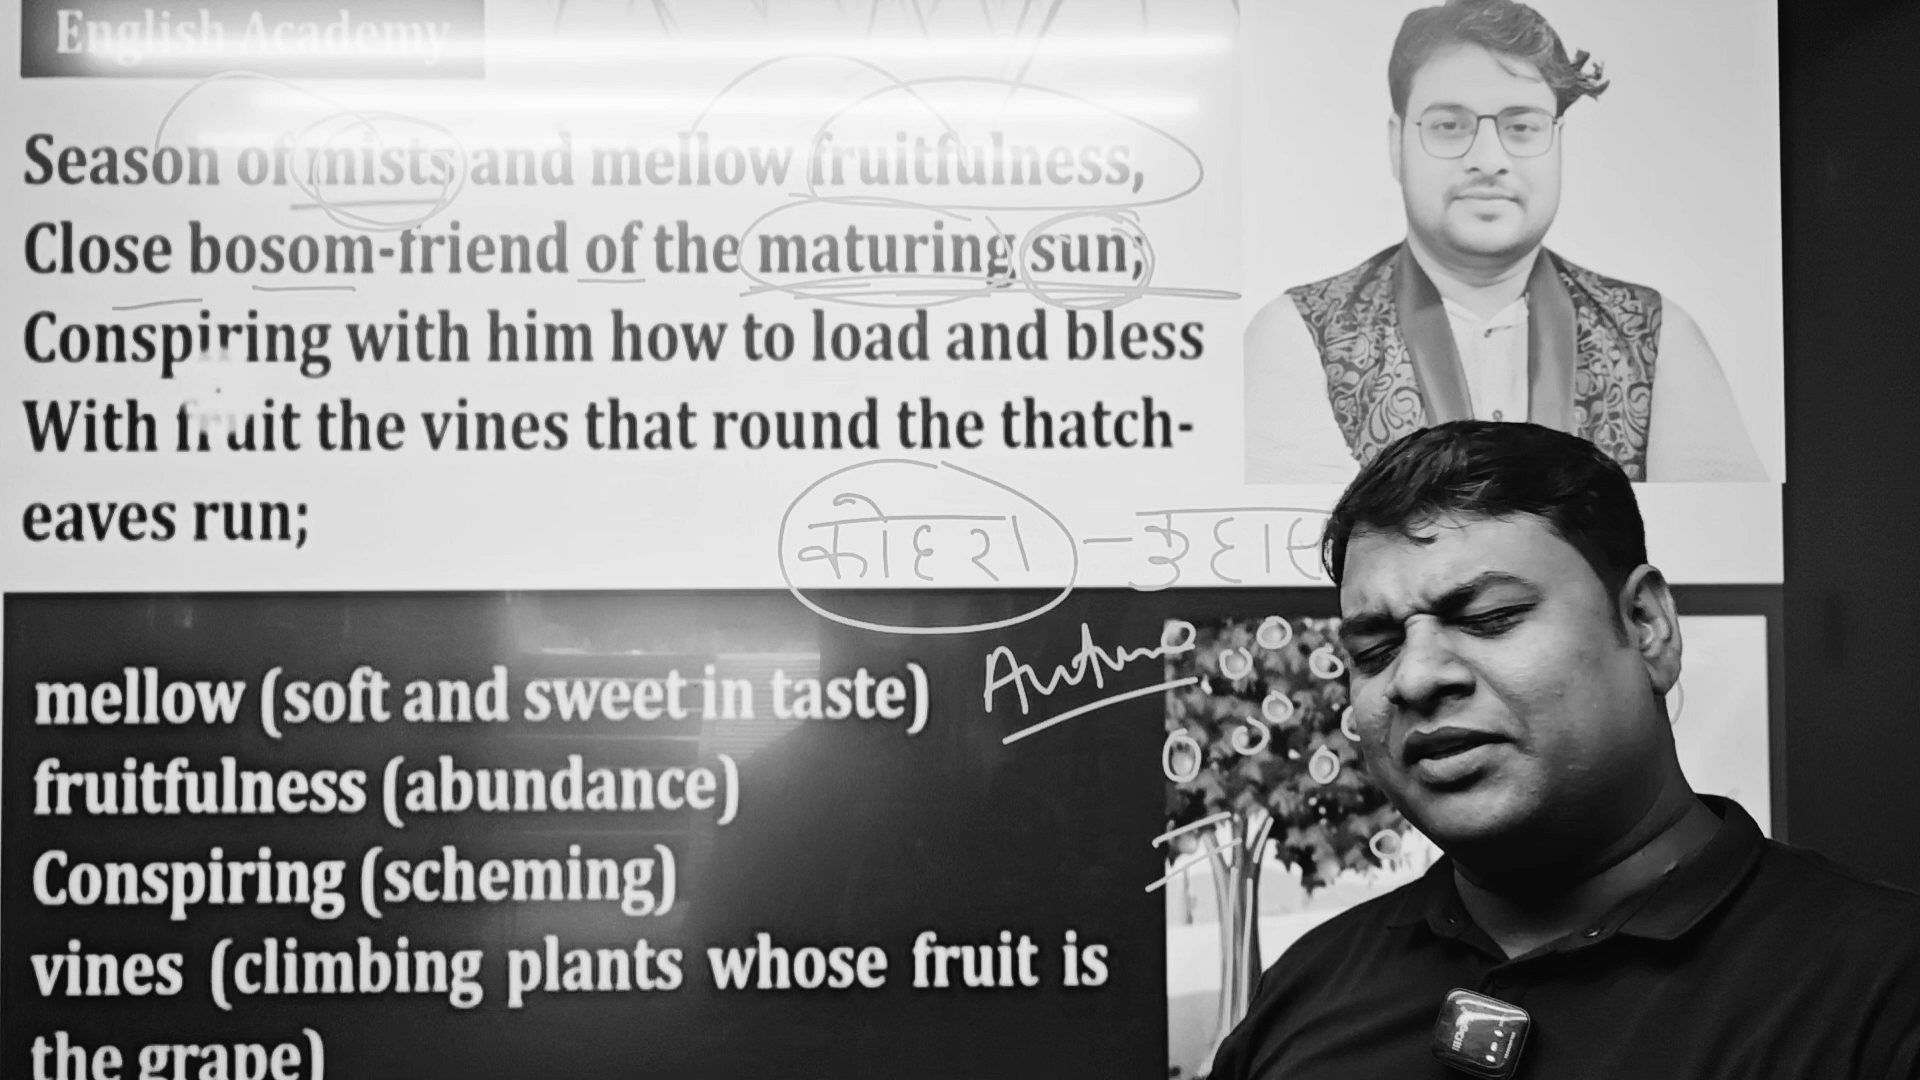 English Academy
Season of mists and mellow fruitfulness,
Close bosom-friend of the maturing sun;
Conspiring with him how to load and bless
With fruit the vines that round the thatch-
eaves run;
कोहरा -
mellow (soft and sweet in taste)
fruitfulness (abundance)
Conspiring (scheming)
vines (climbing plants whose fruit is
the grape)